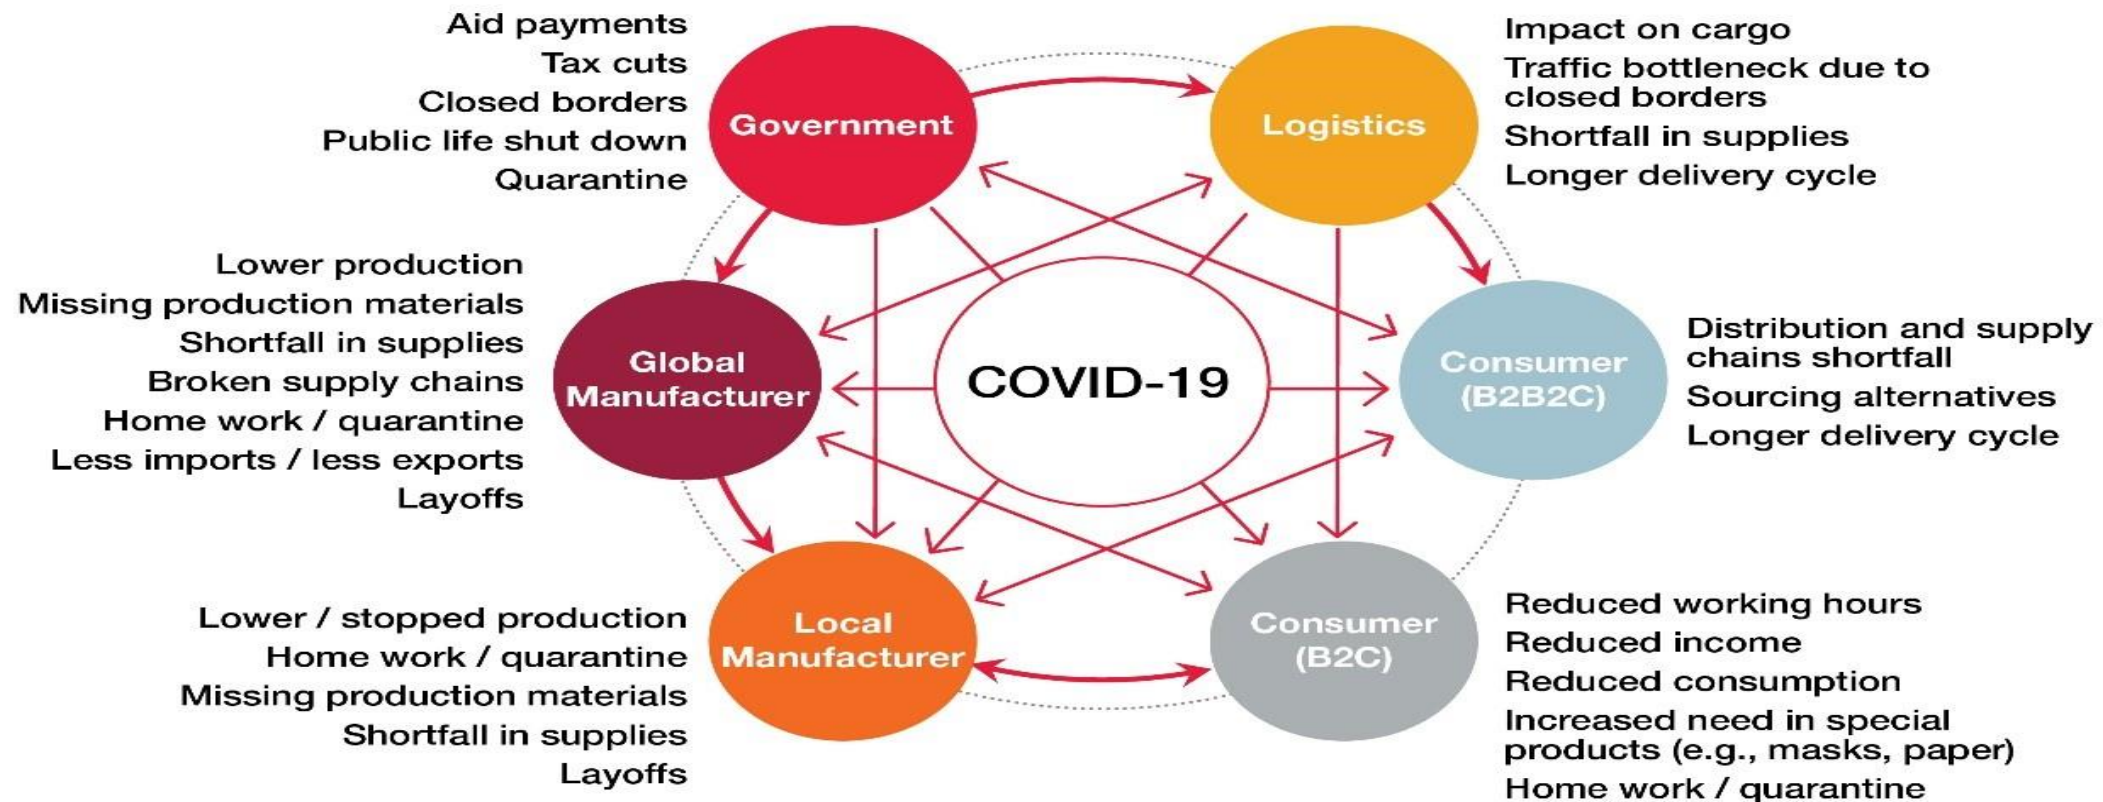 Aid payments
Tax cuts
Closed borders
Public life shut down
Quarantine
Government
Logistics
Impact on cargo
Traffic bottleneck due to
closed borders
Shortfall in supplies
Longer delivery cycle
Lower production
Missing production materials
Shortfall in supplies
Broken supply chains
Home work / quarantine
Less imports / less exports
Layoffs
Global
Manufacturer
COVID-19
Consumer
(B2B2C)
Distribution and supply
chains shortfall
Sourcing alternatives
Longer delivery cycle
Lower / stopped production
Home work / quarantine
Missing production materials
Shortfall in supplies
Layoffs
Local
Manufacturer
Consumer
(B2C)
Reduced working hours
Reduced income
Reduced consumption
Increased need in special
products (e.g., masks, paper)
Home work / quarantine